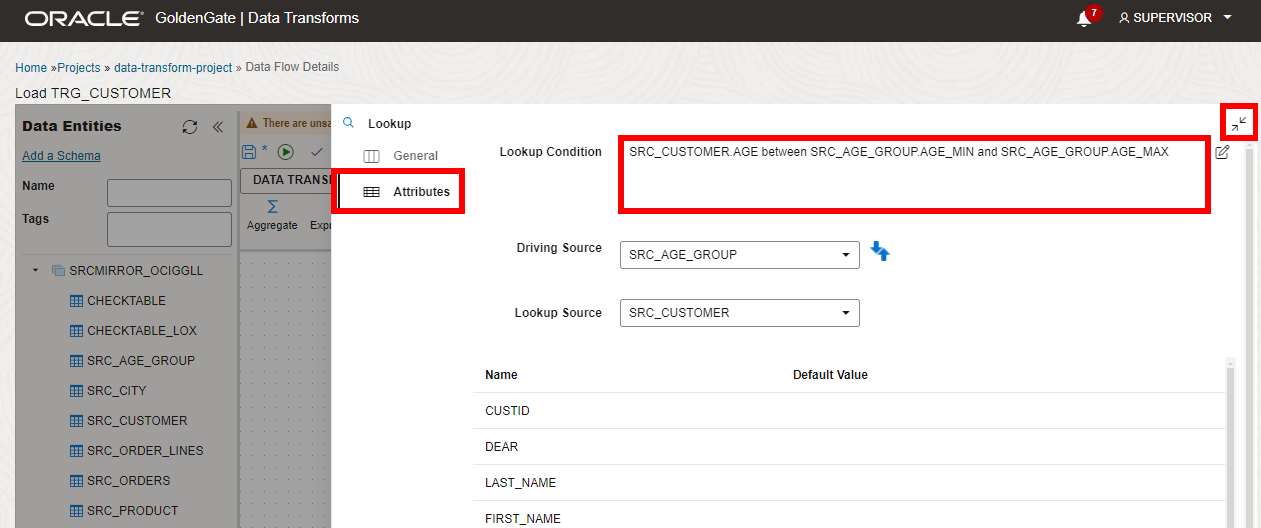 ORACLE GoldenGate | Data Transforms
7
SUPERVISOR
Home »Projects » data-transform-project » Data Flow Details
Load TRG_CUSTOMER
Data Entities
Add a Schema
Name
Tags
SRCMIRROR_OCIGGLL
CHECKTABLE
CHECKTABLE_LOX
SRC_AGE_GROUP
SRC_CITY
SRC_CUSTOMER
SRC_ORDER_LINES
SRC_ORDERS
SRC_PRODUCT
There are unsa
DATA TRANSF
Aggregate Expr
Lookup
General
Attributes
Lookup Condition SRC_CUSTOMER.AGE between SRC_AGE_GROUP.AGE_MIN and SRC_AGE_GROUP.AGE_MAX
Driving Source SRC_AGE_GROUP
Lookup Source SRC_CUSTOMER
Name Default Value
CUSTID
DEAR
LAST_NAME
FIRST_NAME